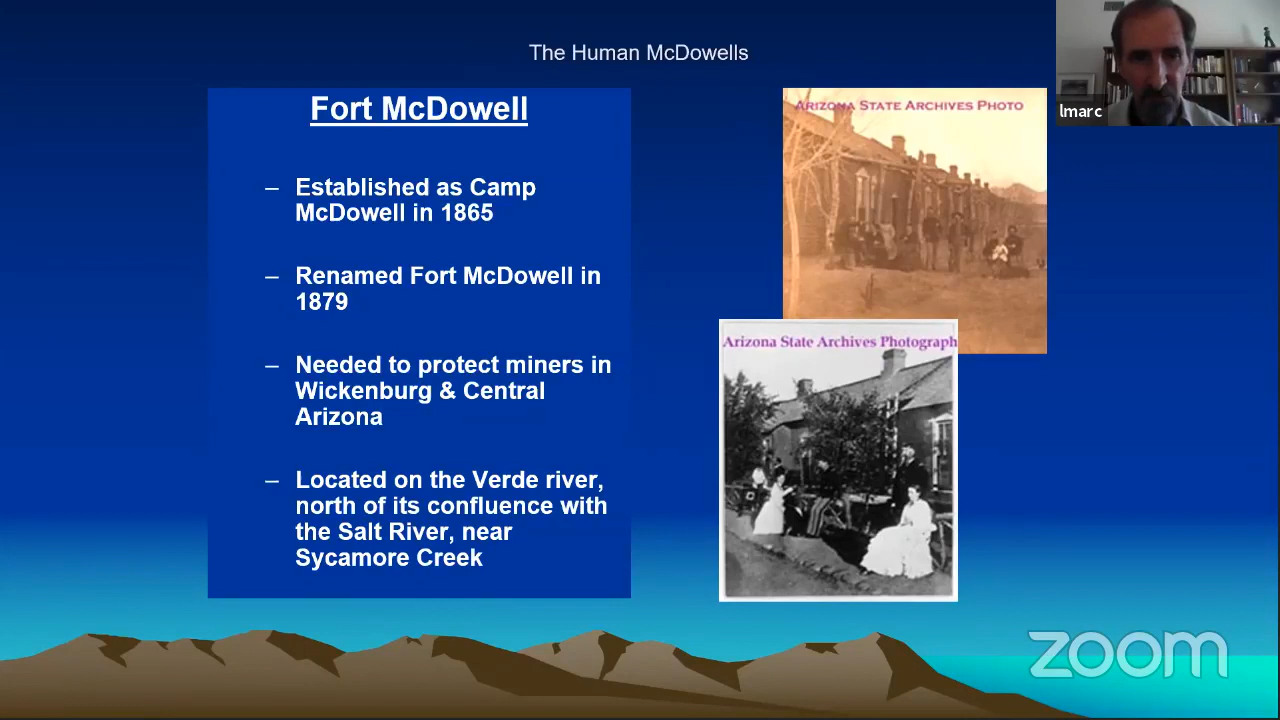 The Human McDowells
Fort McDowell
– Established as Camp
McDowell in 1865
– Renamed Fort McDowell in
1879
– Needed to protect miners in
Wickenburg & Central
Arizona
– Located on the Verde river,
north of its confluence with
the Salt River, near
Sycamore Creek
ARIZONA STATE ARCHIVES PHOTO
Arizona State Archives Photograph
lmarc
zoom